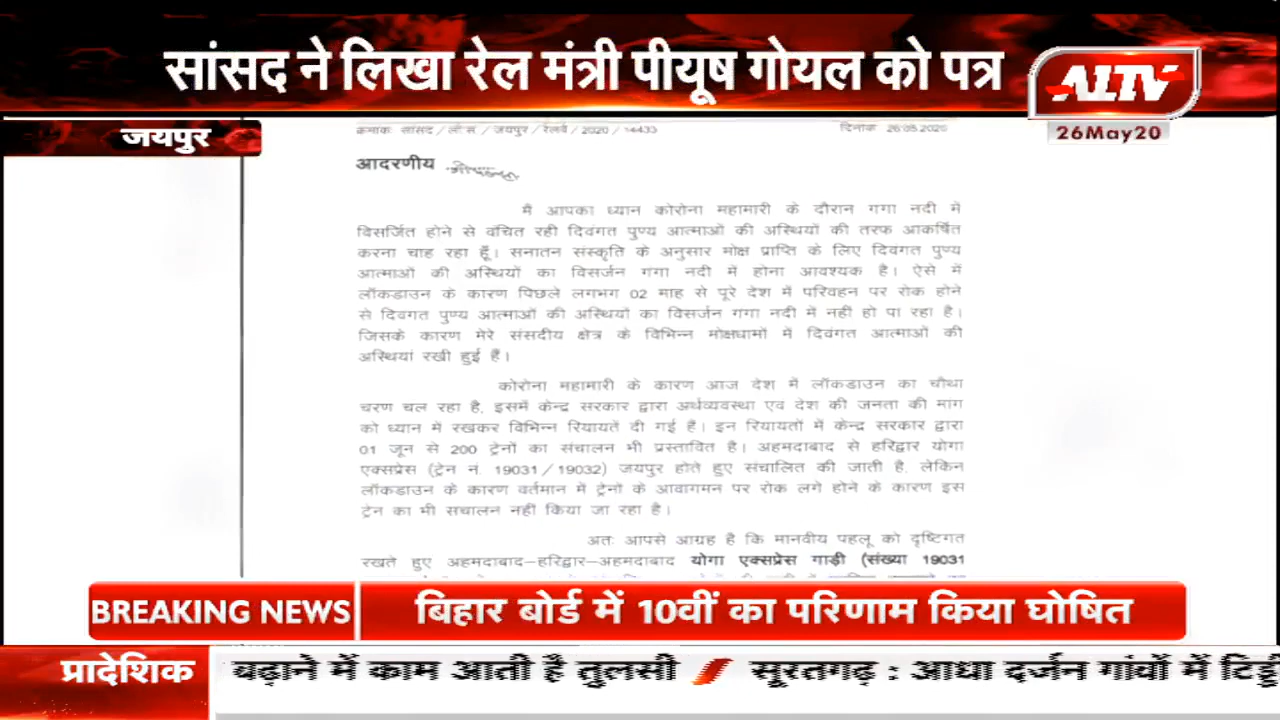 सांसद ने लिखा रेल मंत्री पीयूष गोयल को पत्र
ALTV
26May20
जयपुर
क्रमांक सांसद / ली.स. / जयपुर / रेलवे / 2020 / 14433
दिनांक 26.05.2020
आदरणीय
मैं आपका ध्यान कोरोना महामारी के दौरान गंगा नदी में
विसर्जित होने से वंचित रही दिवंगत पुण्य आत्माओं की अस्थियों की तरफ आकर्षित
करना चाह रहा हूँ। सनातन संस्कृति के अनुसार मोक्ष प्राप्ति के लिए दिवंगत पुण्य
आत्माओं की अस्थियों का विसर्जन गंगा नदी में होना आवश्यक है। ऐसे में
लॉकडाउन के कारण पिछले लगभग 02 माह से पूरे देश में परिवहन पर रोक होने
से दिवंगत पुण्य आत्माओं की अस्थियों का विसर्जन गंगा नदी में नहीं हो पा रहा है।
जिसके कारण मेरे संसदीय क्षेत्र के विभिन्न मोक्षधामों में दिवंगत आत्माओं की
अस्थियां रखी हुई हैं।
कोरोना महामारी के कारण आज देश में लॉकडाउन का चौथा
चरण चल रहा है, इसमें केन्द्र सरकार द्वारा अर्थव्यवस्था एवं देश की जनता की मांग
को ध्यान में रखकर विभिन्न रियायतें दी गई हैं। इन रियायतों में केन्द्र सरकार द्वारा
01 जून से 200 ट्रेनों का संचालन भी प्रस्तावित है। अहमदाबाद से हरिद्वार योगा
एक्सप्रेस (ट्रेन नं. 19031/19032) जयपुर होते हुए संचालित की जाती है, लेकिन
लॉकडाउन के कारण वर्तमान में ट्रेनों के आवागमन पर रोक लगे होने के कारण इस
ट्रेन का भी संचालन नहीं किया जा रहा है।
अतः आपसे आग्रह है कि मानवीय पहलू को दृष्टिगत
रखते हुए अहमदाबाद–हरिद्वार–अहमदाबाद योगा एक्सप्रेस गाड़ी (संख्या 19031
BREAKING NEWS
बिहार बोर्ड में 10वीं का परिणाम किया घोषित
प्रादेशिक
बढ़ाने में काम आती है तुलसी / सूरतगढ़ : आधा दर्जन गांवों में